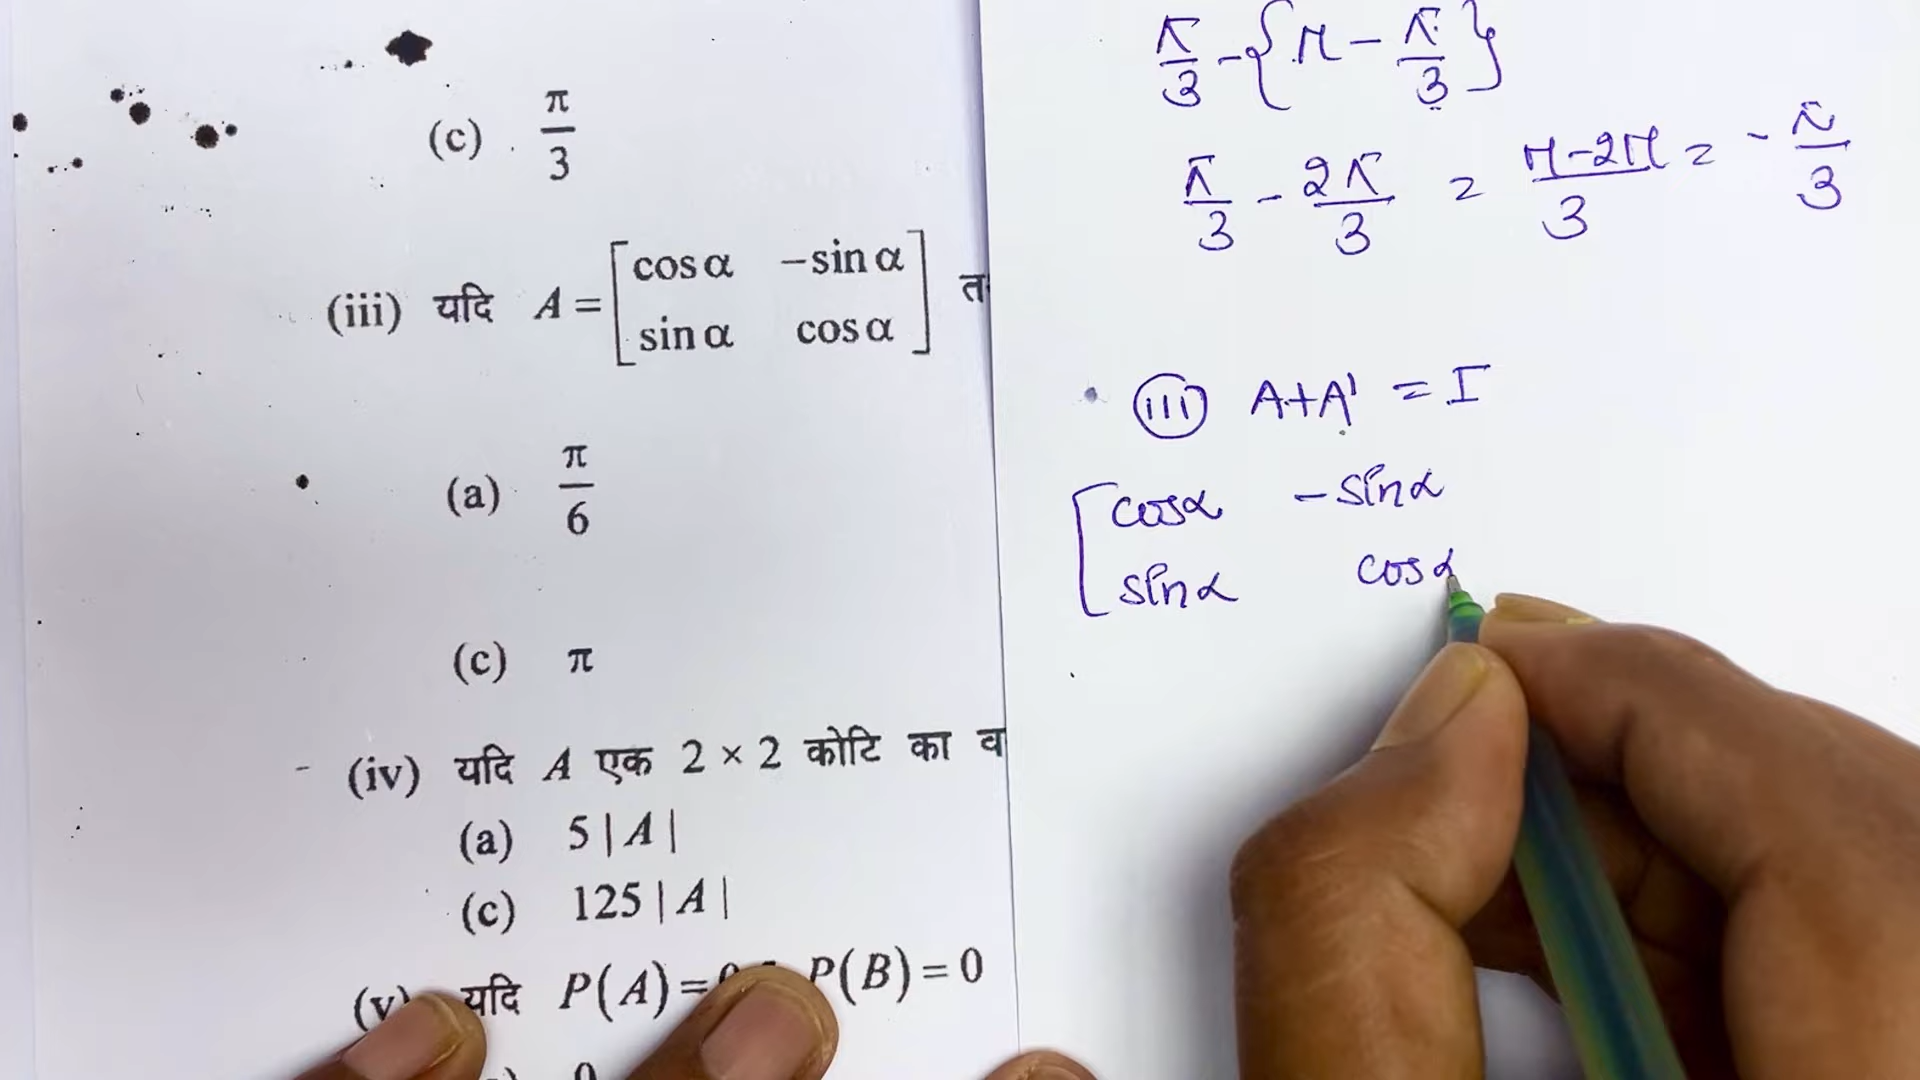 (c) π/3
(iii) यदि A = [cos α -sin α
sin α cos α]
(a) π/6
(c) π
(iv) यदि A एक 2 × 2 कोटि का
(a) 5 | A |
(c) 125 | A |
(v) यदि P(A) = P(B) = 0
π/3 - {π - π/3}
π/3 - 2π/3 = π-2π/3 = -π/3
(iii) A+A' = I
[cosα -sinα
sinα cosα